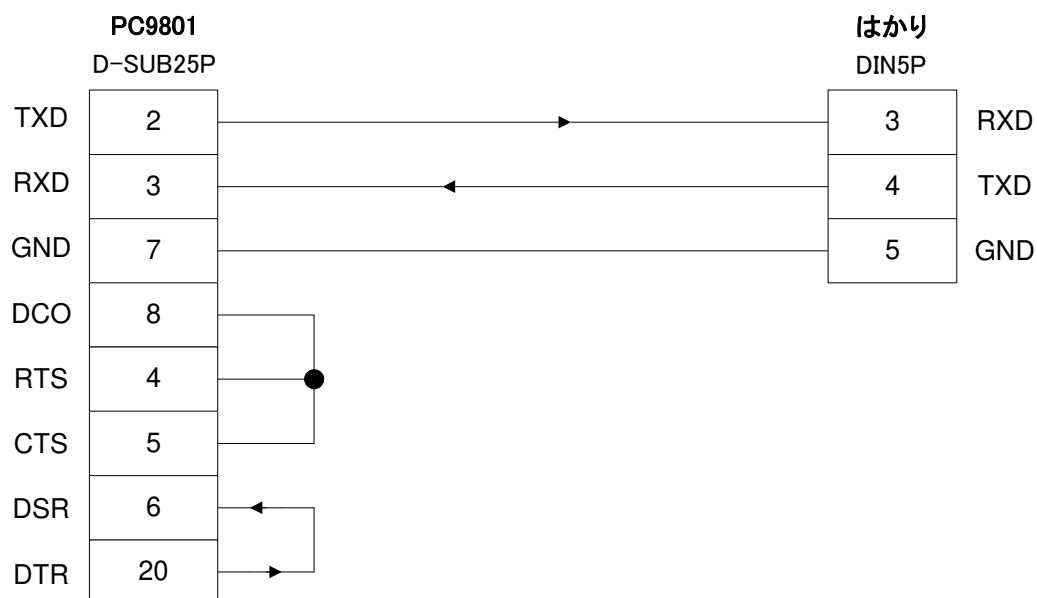 PC9801
D-SUB25P
はかり
DIN5P
TXD 2 3 RXD
RXD 3 4 TXD
GND 7 5 GND
DCO 8
RTS 4
CTS 5
DSR 6
DTR 20